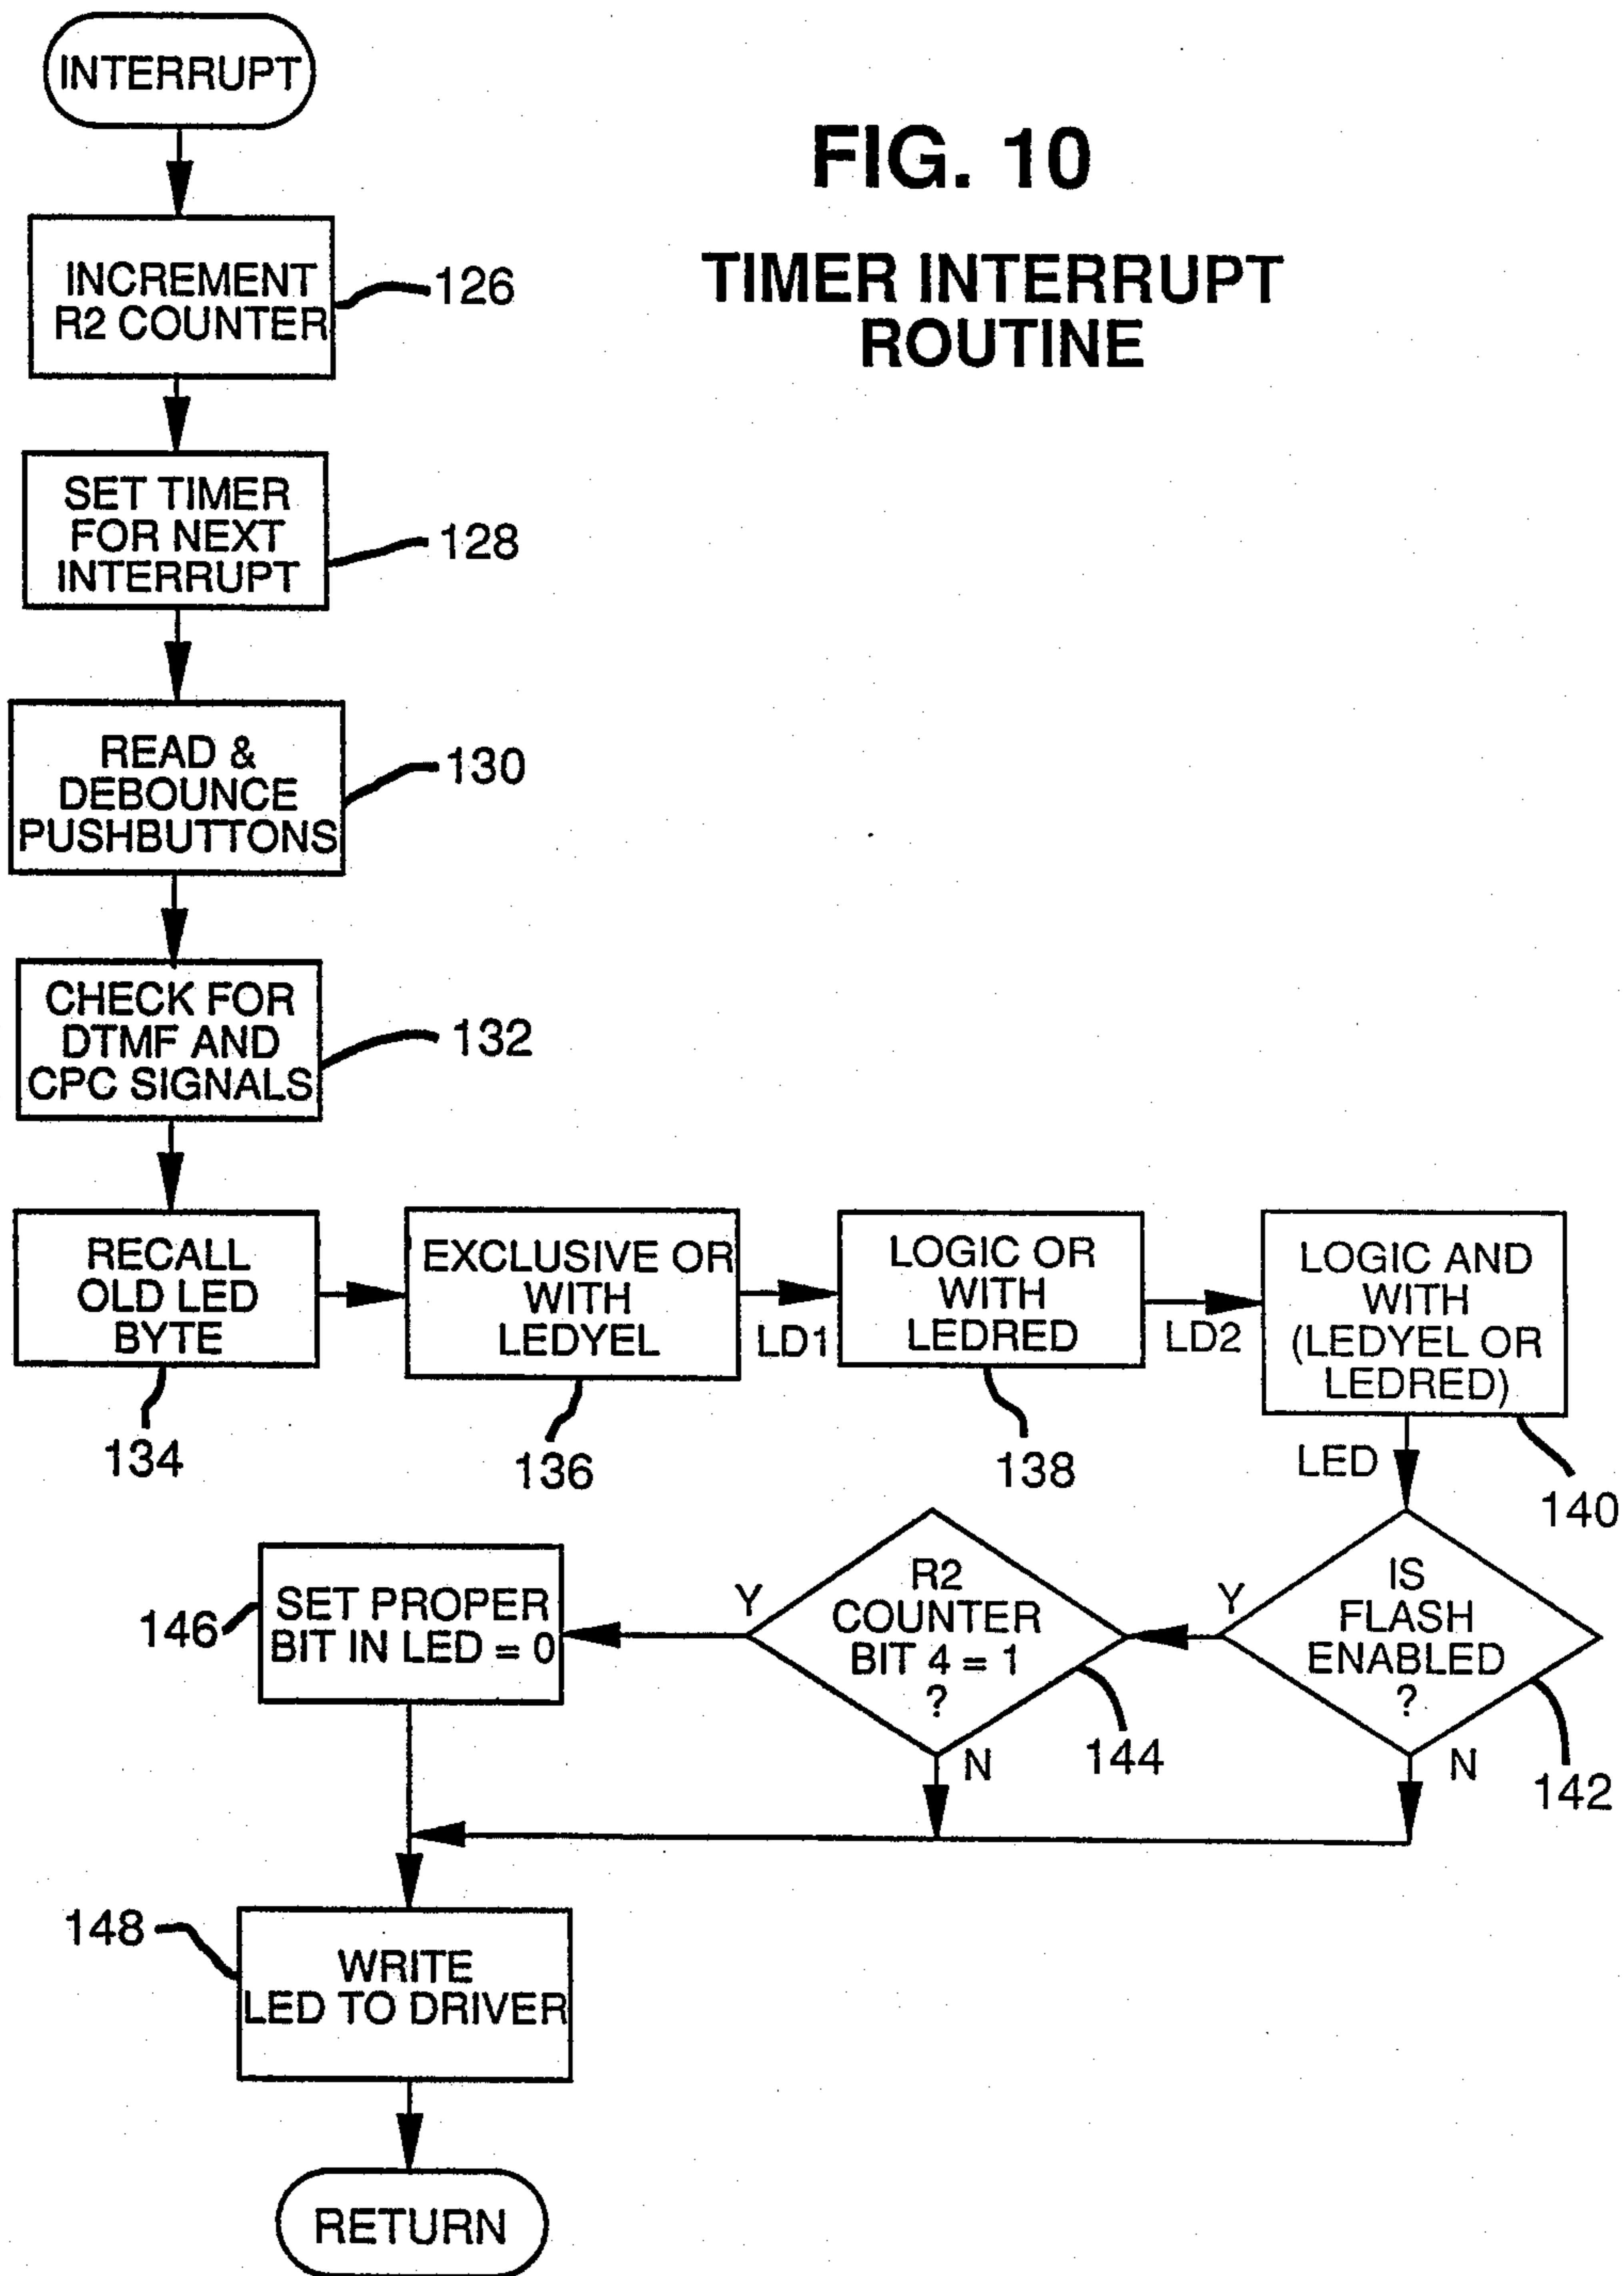 INTERRUPT
FIG. 10
TIMER INTERRUPT
ROUTINE
INCREMENT
R2 COUNTER
126
SET TIMER
FOR NEXT
INTERRUPT
128
READ &
DEBOUNCE
PUSHBUTTONS
130
CHECK FOR
DTMF AND
CPC SIGNALS
132
RECALL
OLD LED
BYTE
134
EXCLUSIVE OR
WITH
LEDYEL
136
LD1
LOGIC OR
WITH
LEDRED
138
LD2
LOGIC AND
WITH
(LEDYEL OR
LEDRED)
140
LED
IS
FLASH
ENABLED
?
142
Y
N
R2
COUNTER
BIT 4 = 1
?
144
Y
N
SET PROPER
BIT IN LED = 0
146
WRITE
LED TO DRIVER
148
RETURN